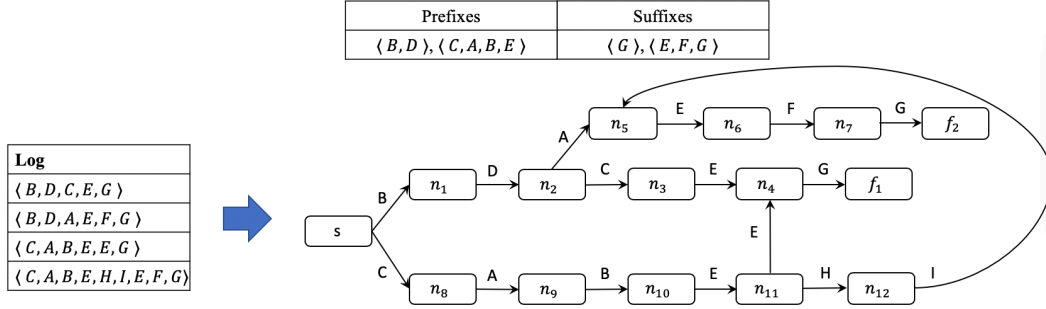 Prefixes Suffixes
⟨ B, D ⟩, ⟨ C, A, B, E ⟩ ⟨ G ⟩, ⟨ E, F, G ⟩
A n₅ E n₆ F n₇ G f₂
Log
⟨ B, D, C, E, G ⟩
⟨ B, D, A, E, F, G ⟩
⟨ C, A, B, E, E, G ⟩
⟨ C, A, B, E, H, I, E, F, G⟩
B n₁ D n₂ C n₃ E n₄ G f₁
s
E
C n₈ A n₉ B n₁₀ E n₁₁ H n₁₂ I